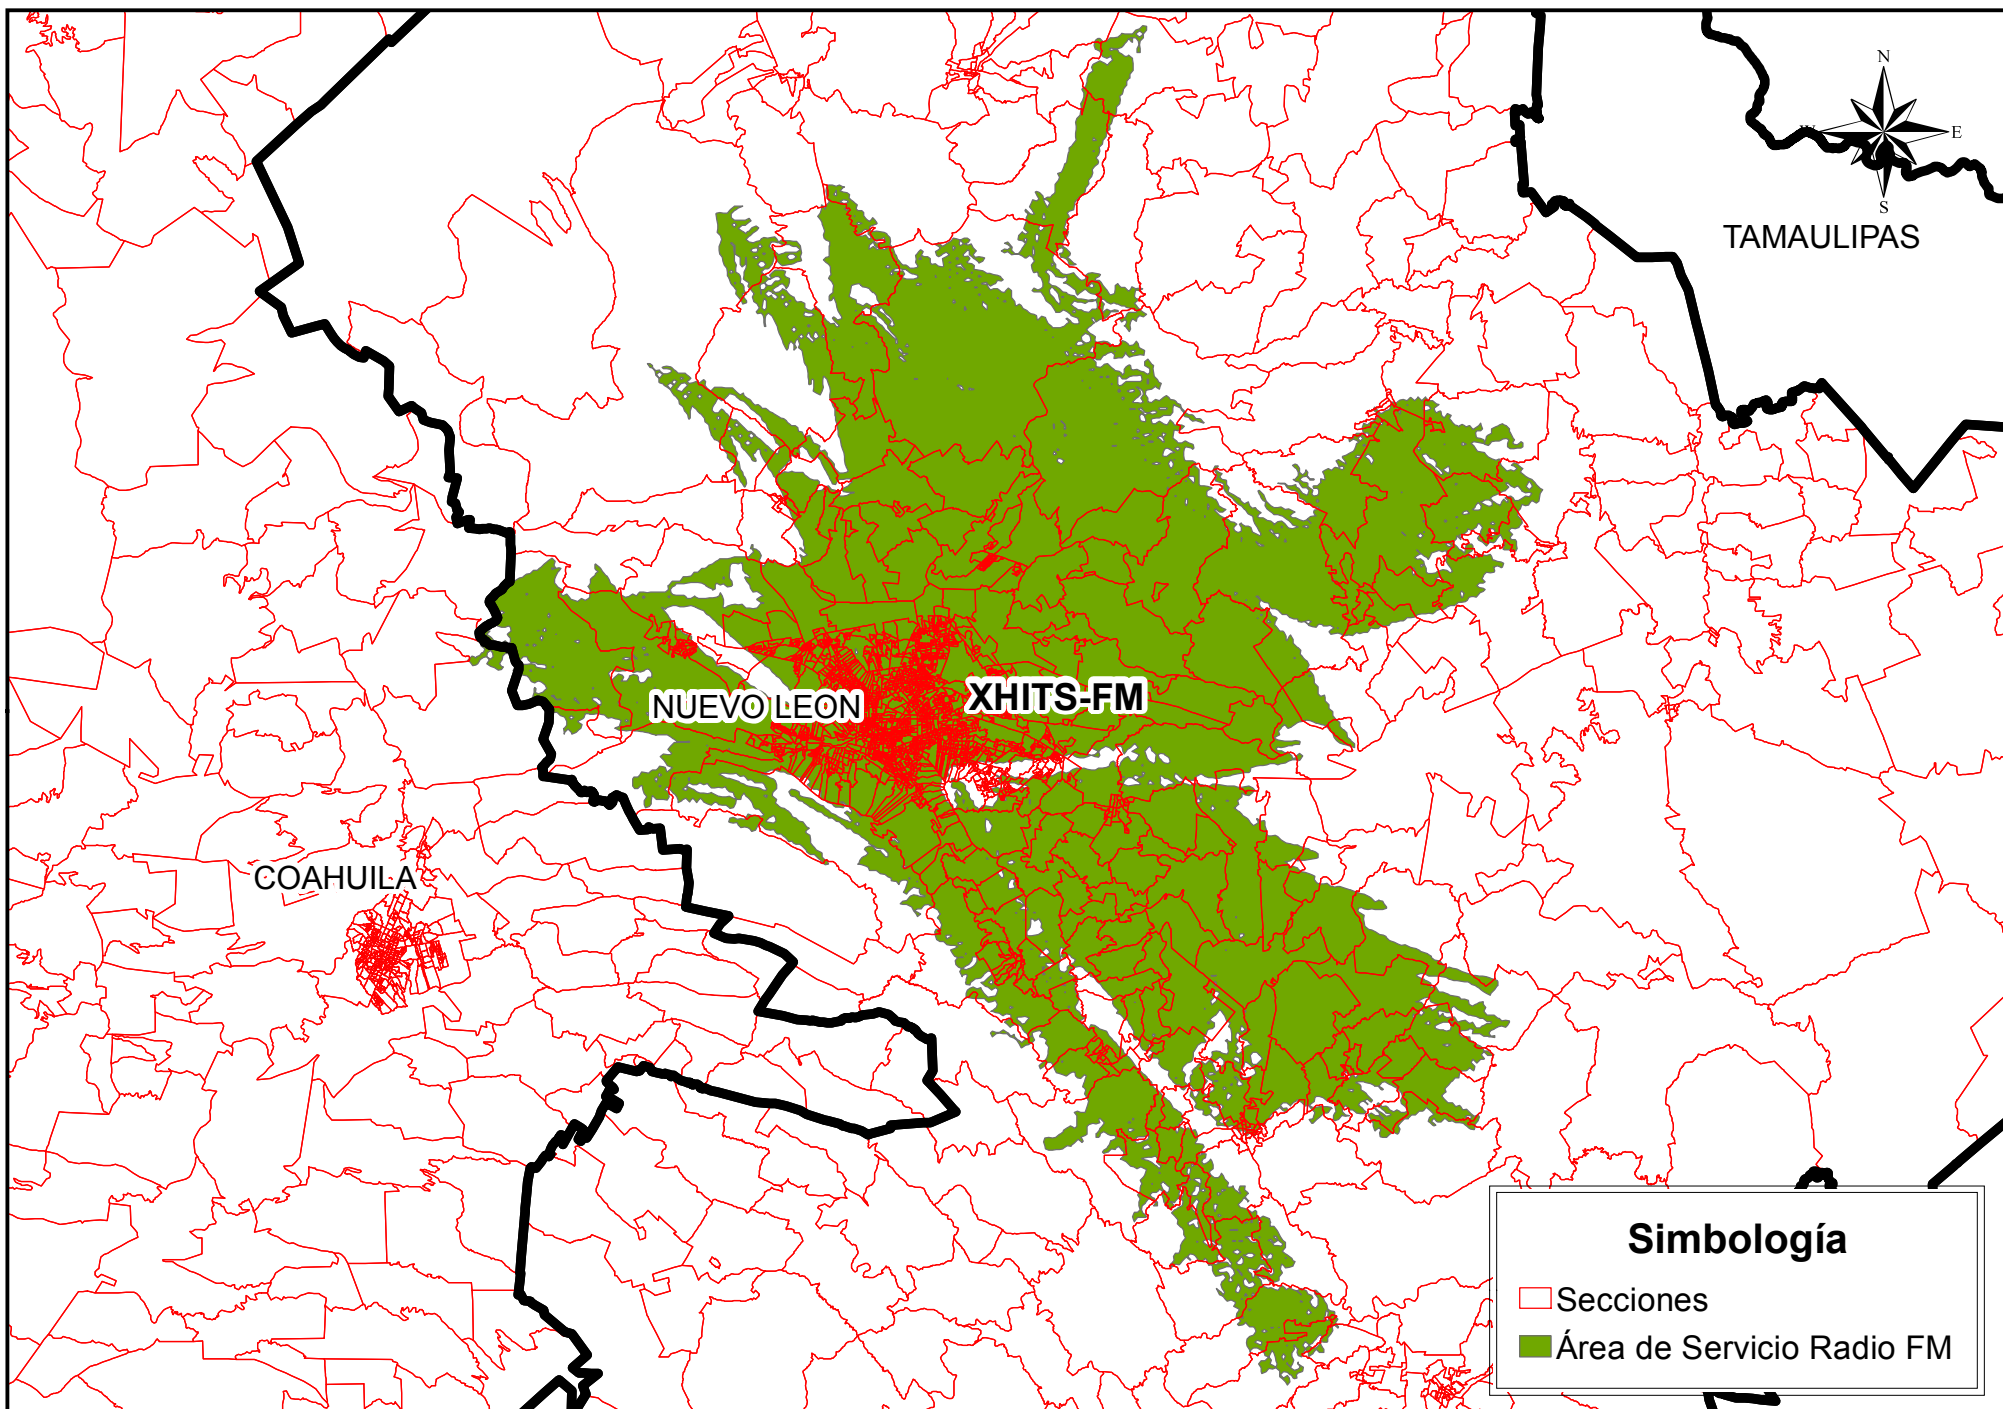 N
W
E
S
TAMAULIPAS
NUEVO LEON
XHITS-FM
COAHUILA
Simbología
Secciones
Área de Servicio Radio FM